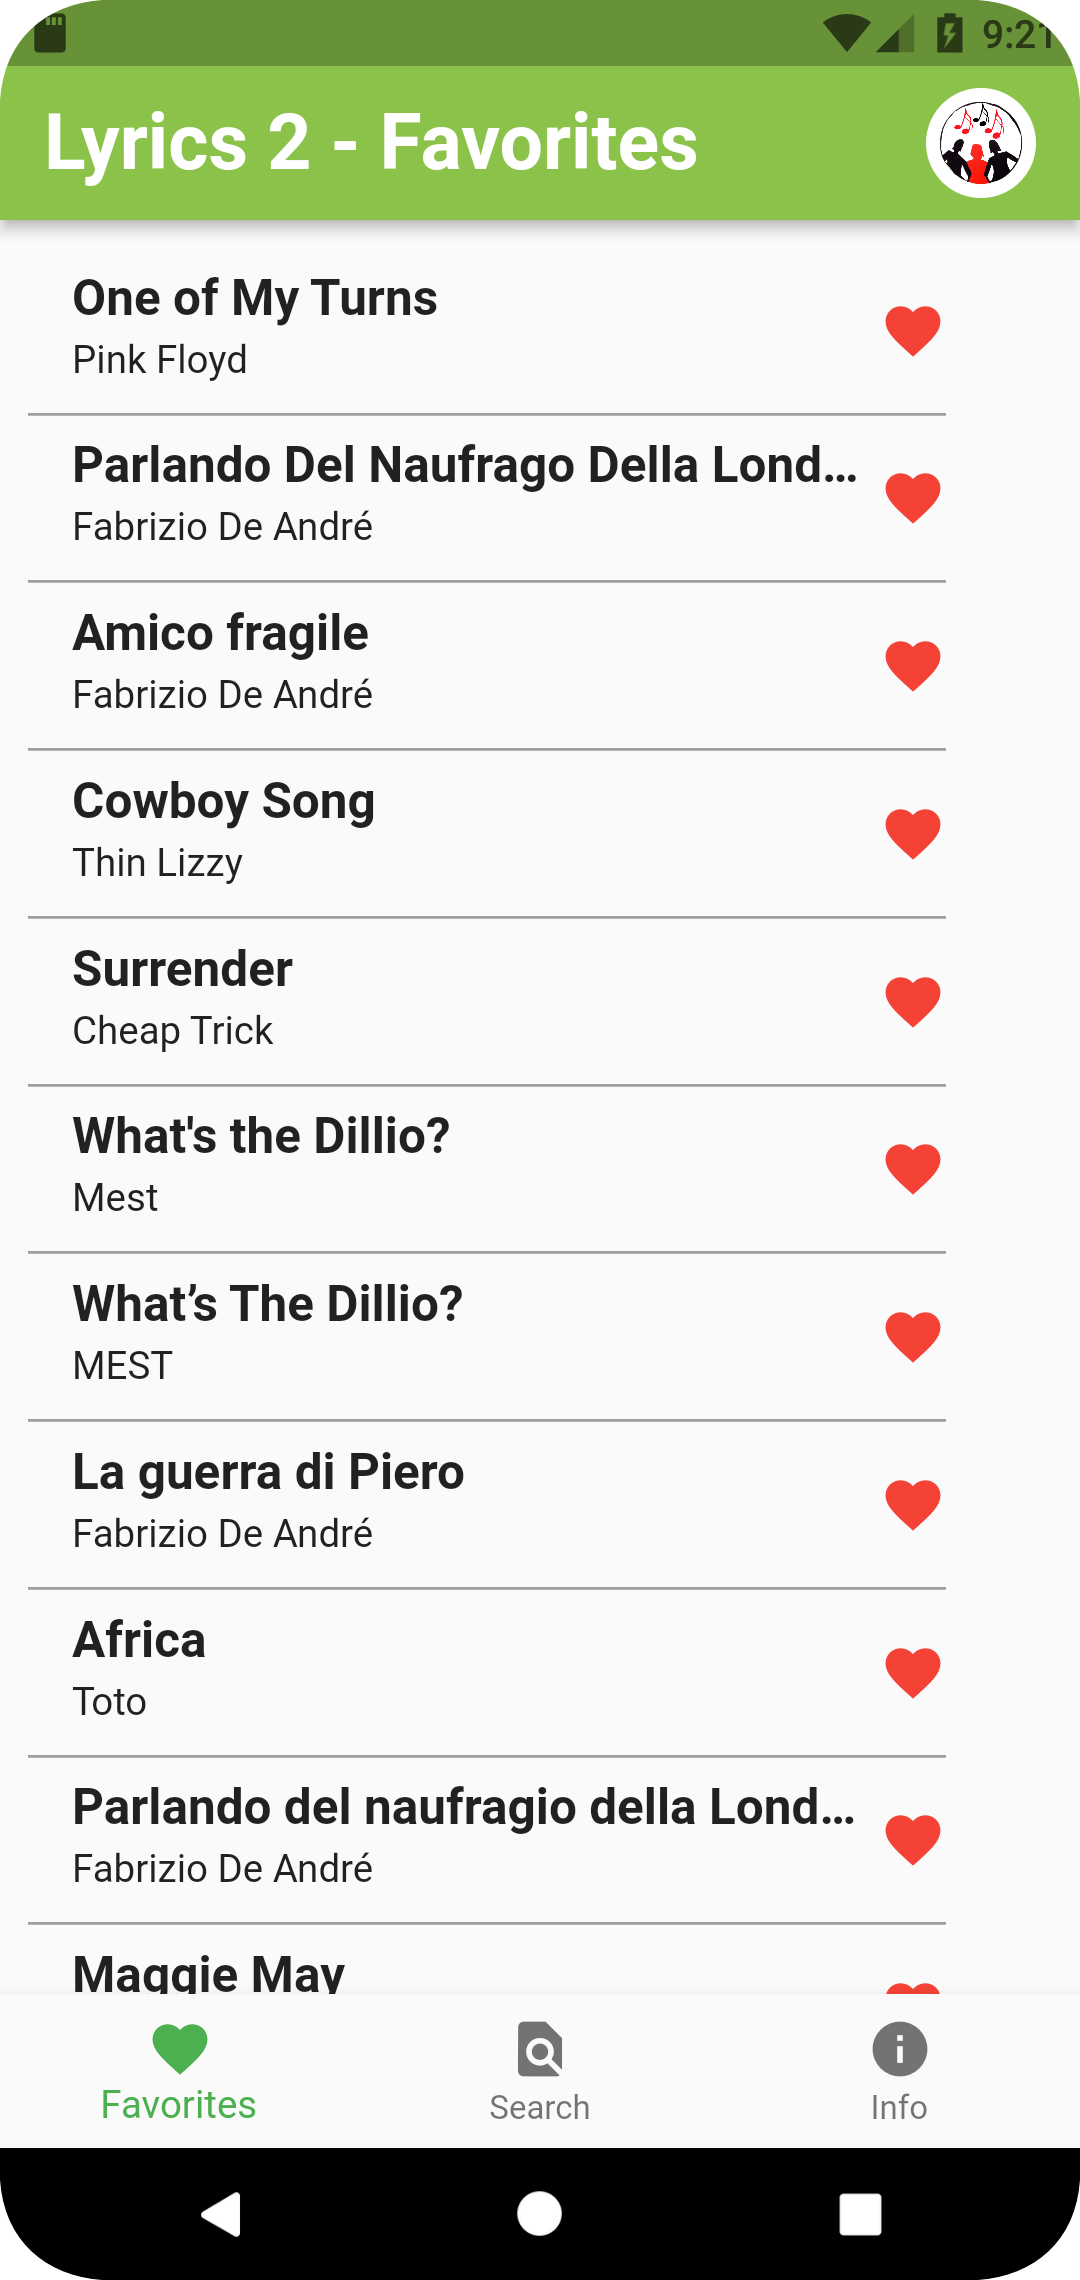 9:21
Lyrics 2 - Favorites
One of My Turns
Pink Floyd
Parlando Del Naufrago Della Lond...
Fabrizio De André
Amico fragile
Fabrizio De André
Cowboy Song
Thin Lizzy
Surrender
Cheap Trick
What's the Dillio?
Mest
What’s The Dillio?
MEST
La guerra di Piero
Fabrizio De André
Africa
Toto
Parlando del naufragio della Lond...
Fabrizio De André
Maggie May
Favorites
Search
Info